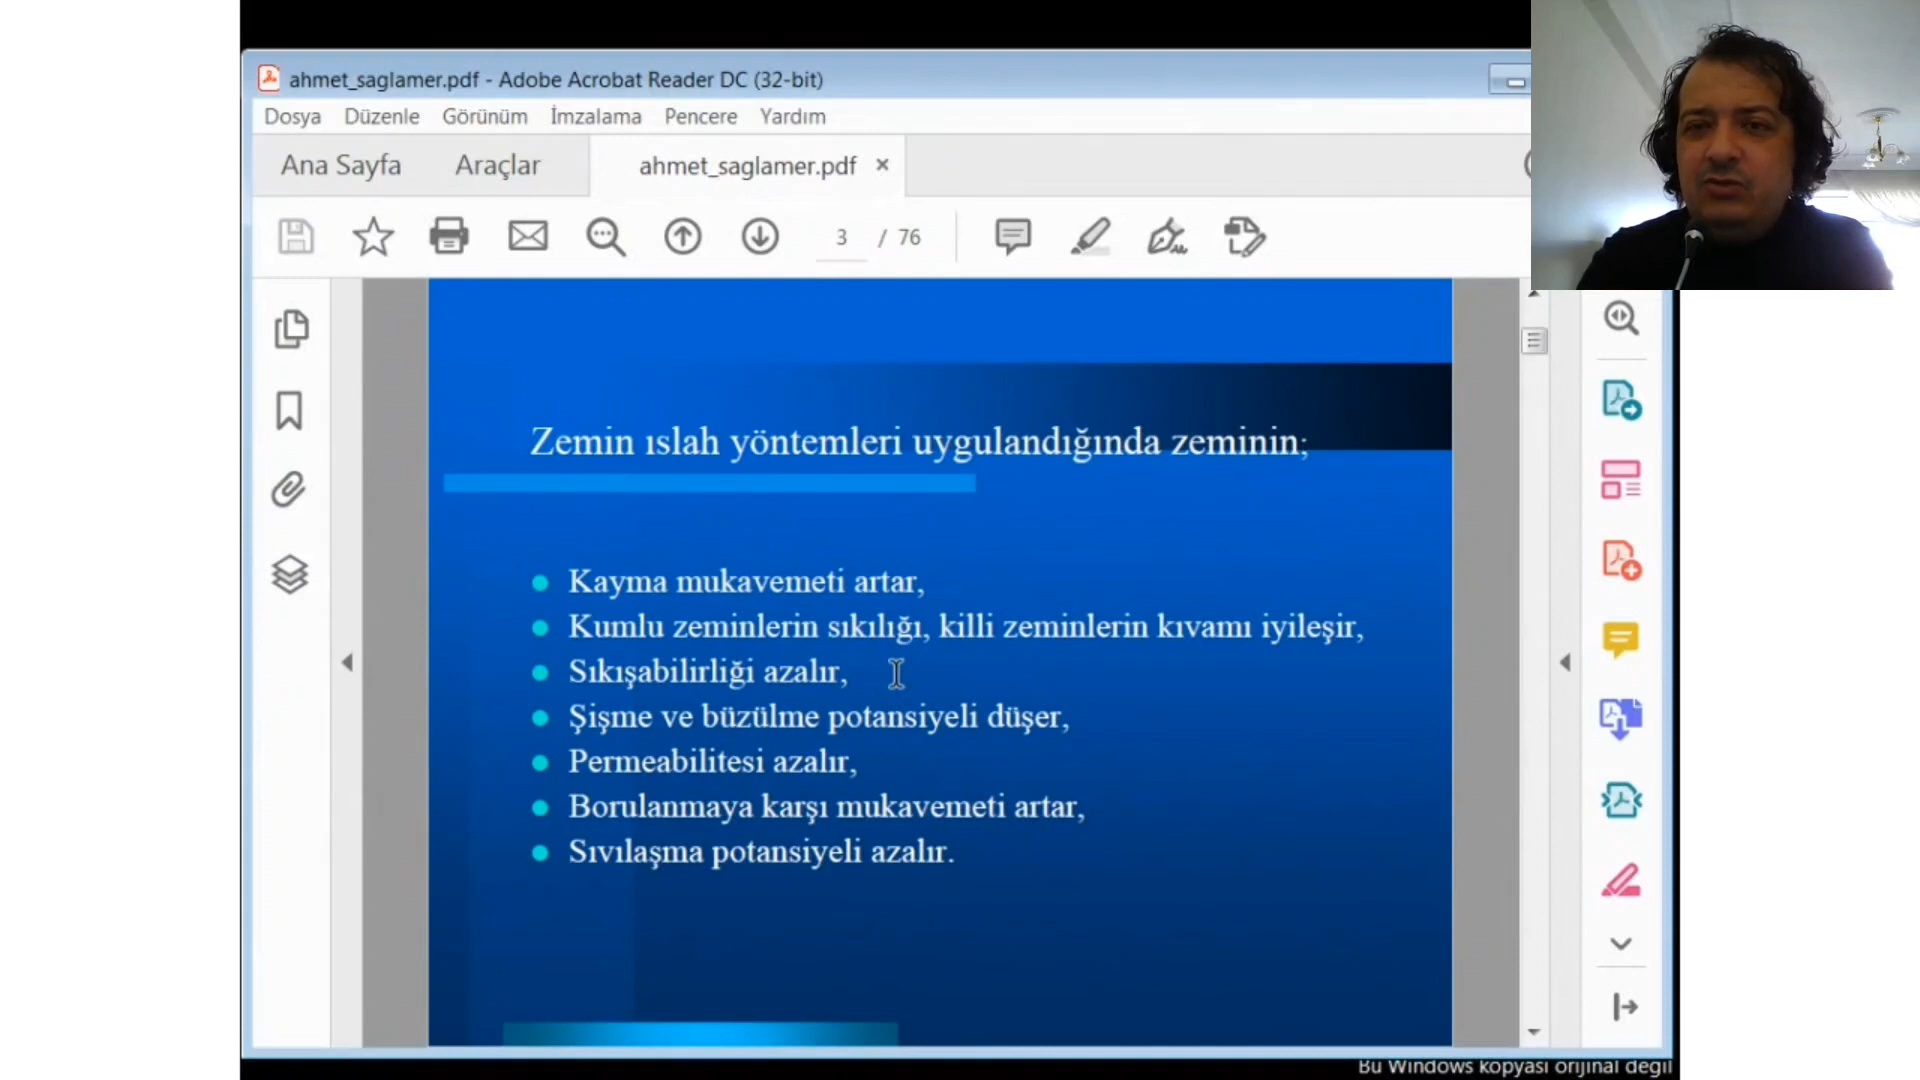 ahmet_saglamer.pdf - Adobe Acrobat Reader DC (32-bit)
Dosya Düzenle Görünüm İmzalama Pencere Yardım
Ana Sayfa Araçlar ahmet_saglamer.pdf ×
3 / 76
Zemin ıslah yöntemleri uygulandığında zeminin;
Kayma mukavemeti artar,
Kumlu zeminlerin sıkılığı, killi zeminlerin kıvamı iyileşir,
Sıkışabilirliği azalır,
Şişme ve büzülme potansiyeli düşer,
Permeabilitesi azalır,
Borulanmaya karşı mukavemeti artar,
Sıvılaşma potansiyeli azalır.
Bu Windows kopyası orijinal değil